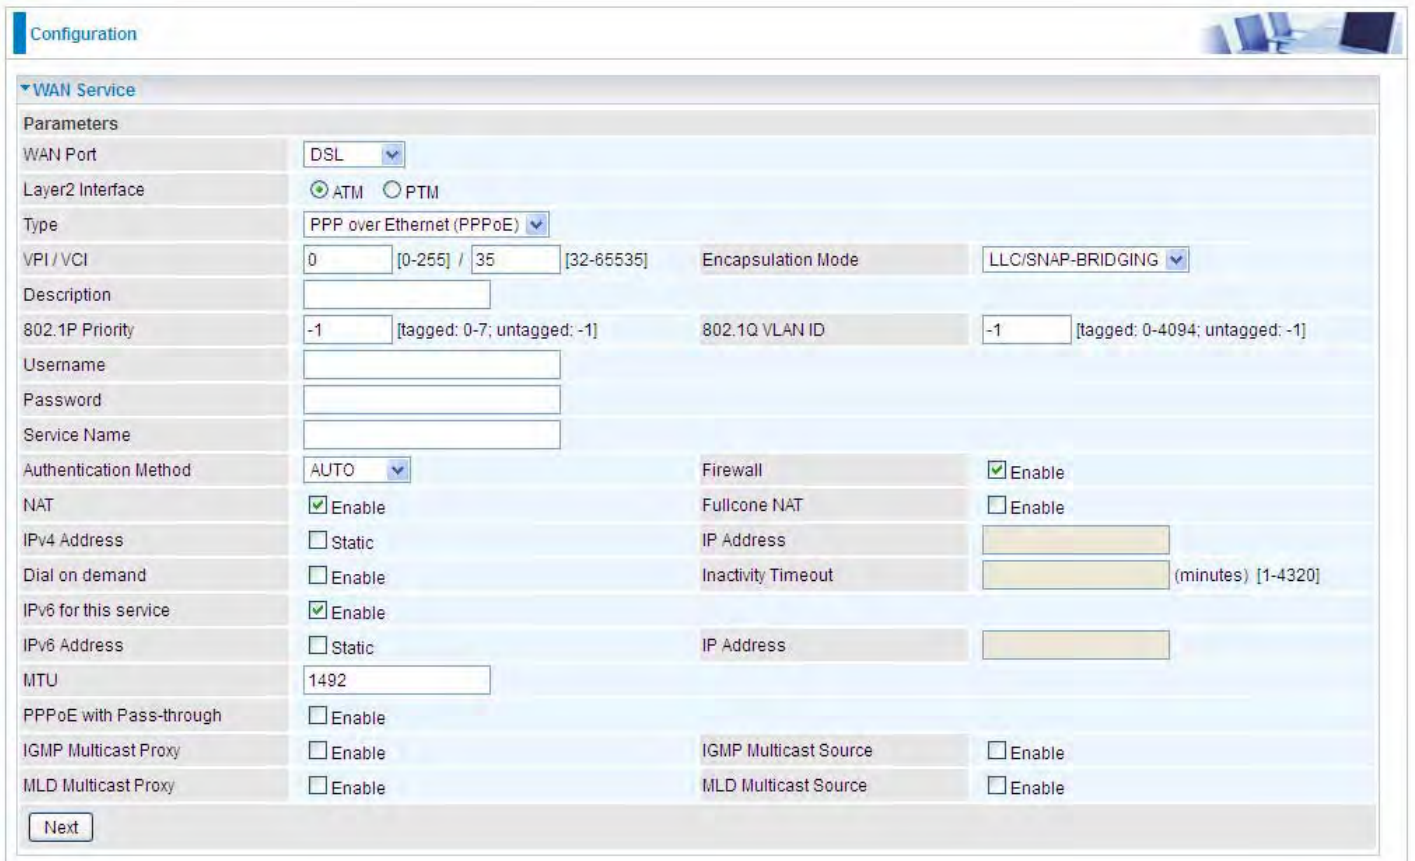 Configuration
WAN Service
Parameters
WAN Port DSL
Layer2 Interface ATM PTM
Type PPP over Ethernet (PPPoE)
VPI / VCI 0 [0-255] / 35 [32-65535] Encapsulation Mode LLC/SNAP-BRIDGING
Description
802.1P Priority -1 [tagged: 0-7; untagged: -1] 802.1Q VLAN ID -1 [tagged: 0-4094; untagged: -1]
Username
Password
Service Name
Authentication Method AUTO Firewall Enable
NAT Enable Fullcone NAT Enable
IPv4 Address Static IP Address
Dial on demand Enable Inactivity Timeout (minutes) [1-4320]
IPv6 for this service Enable
IPv6 Address Static IP Address
MTU 1492
PPPoE with Pass-through Enable
IGMP Multicast Proxy Enable IGMP Multicast Source Enable
MLD Multicast Proxy Enable MLD Multicast Source Enable
Next